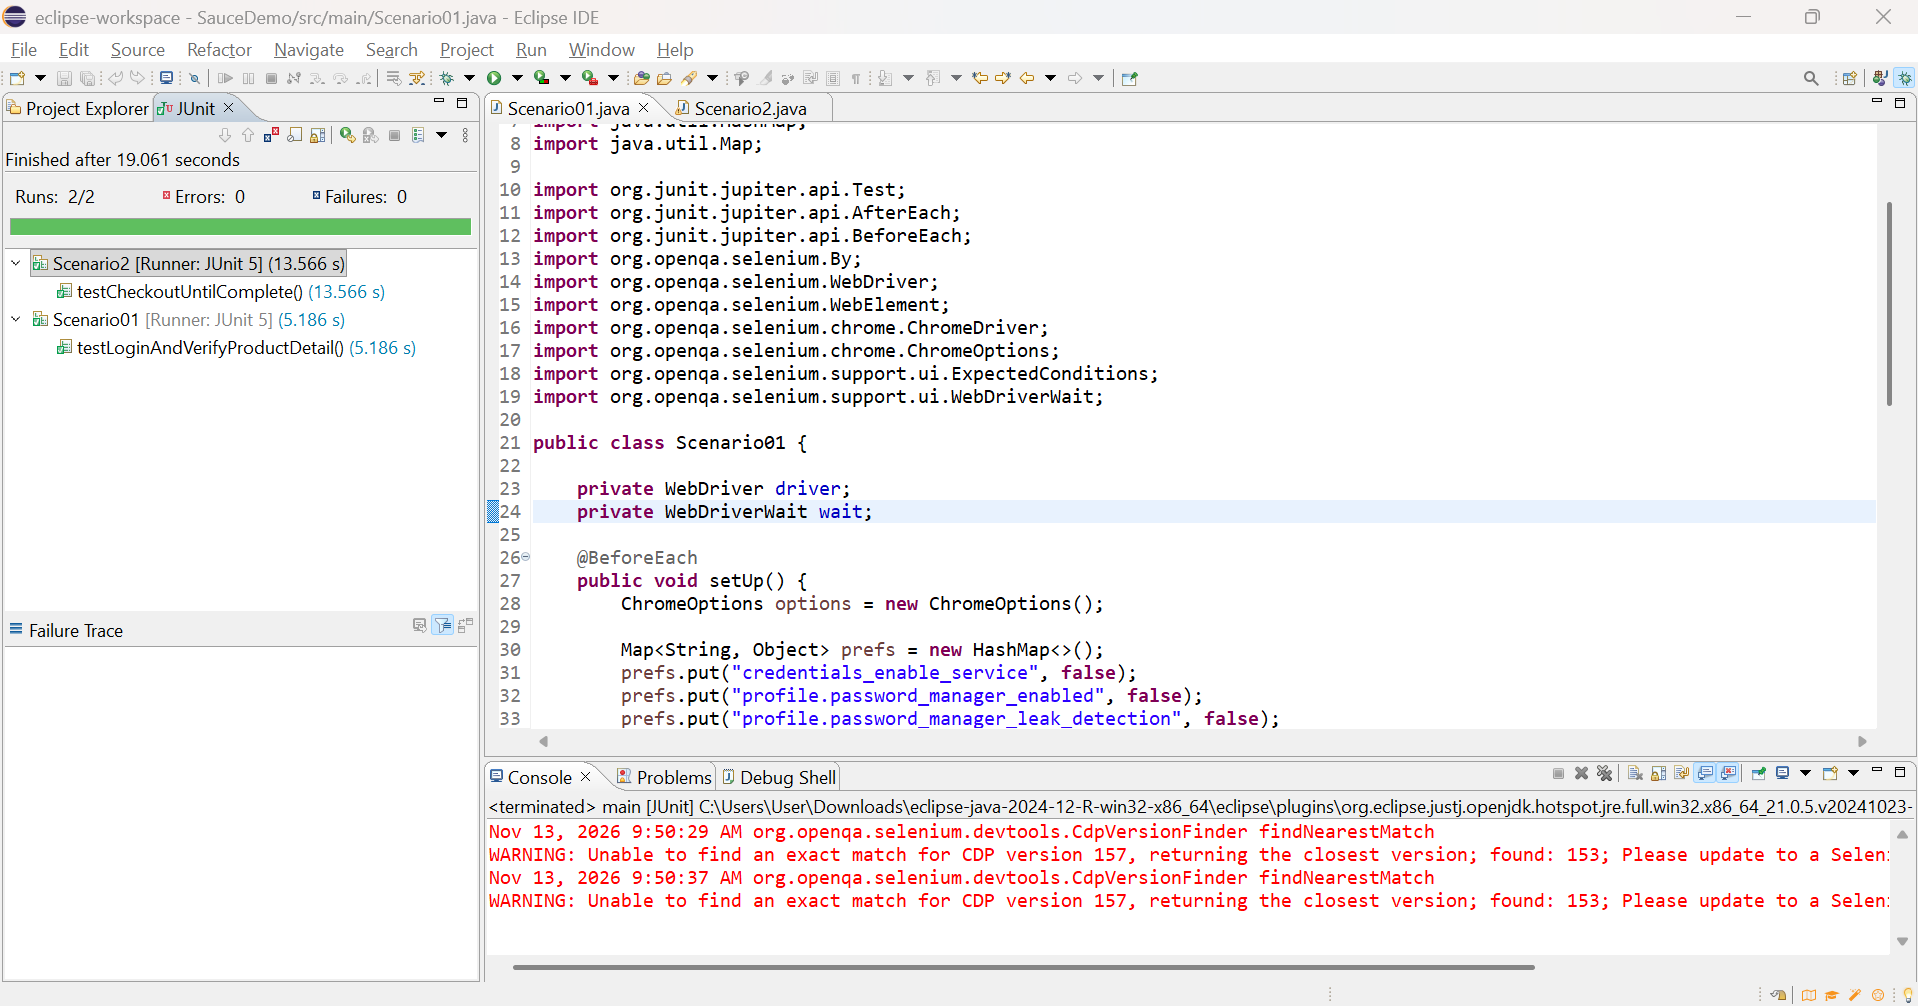 eclipse-workspace - SauceDemo/src/main/Scenario01.java - Eclipse IDE
File Edit Source Refactor Navigate Search Project Run Window Help
Project Explorer JUnit
Finished after 19.061 seconds
Runs: 2/2 Errors: 0 Failures: 0
Scenario2 [Runner: JUnit 5] (13.566 s)
testCheckoutUntilComplete() (13.566 s)
Scenario01 [Runner: JUnit 5] (5.186 s)
testLoginAndVerifyProductDetail() (5.186 s)
Failure Trace
Scenario01.java Scenario2.java
7 import java.util.HashMap;
8 import java.util.Map;
9
10 import org.junit.jupiter.api.Test;
11 import org.junit.jupiter.api.AfterEach;
12 import org.junit.jupiter.api.BeforeEach;
13 import org.openqa.selenium.By;
14 import org.openqa.selenium.WebDriver;
15 import org.openqa.selenium.WebElement;
16 import org.openqa.selenium.chrome.ChromeDriver;
17 import org.openqa.selenium.chrome.ChromeOptions;
18 import org.openqa.selenium.support.ui.ExpectedConditions;
19 import org.openqa.selenium.support.ui.WebDriverWait;
20
21 public class Scenario01 {
22
23 private WebDriver driver;
24 private WebDriverWait wait;
25
26 @BeforeEach
27 public void setUp() {
28 ChromeOptions options = new ChromeOptions();
29
30 Map<String, Object> prefs = new HashMap<>();
31 prefs.put("credentials_enable_service", false);
32 prefs.put("profile.password_manager_enabled", false);
33 prefs.put("profile.password_manager_leak_detection", false);
Console Problems Debug Shell
<terminated> main [JUnit] C:\Users\User\Downloads\eclipse-java-2024-12-R-win32-x86_64\eclipse\plugins\org.eclipse.justj.openjdk.hotspot.jre.full.win32.x86_64_21.0.5.v20241023-
Nov 13, 2026 9:50:29 AM org.openqa.selenium.devtools.CdpVersionFinder findNearestMatch
WARNING: Unable to find an exact match for CDP version 157, returning the closest version; found: 153; Please update to a Selen
Nov 13, 2026 9:50:37 AM org.openqa.selenium.devtools.CdpVersionFinder findNearestMatch
WARNING: Unable to find an exact match for CDP version 157, returning the closest version; found: 153; Please update to a Selen